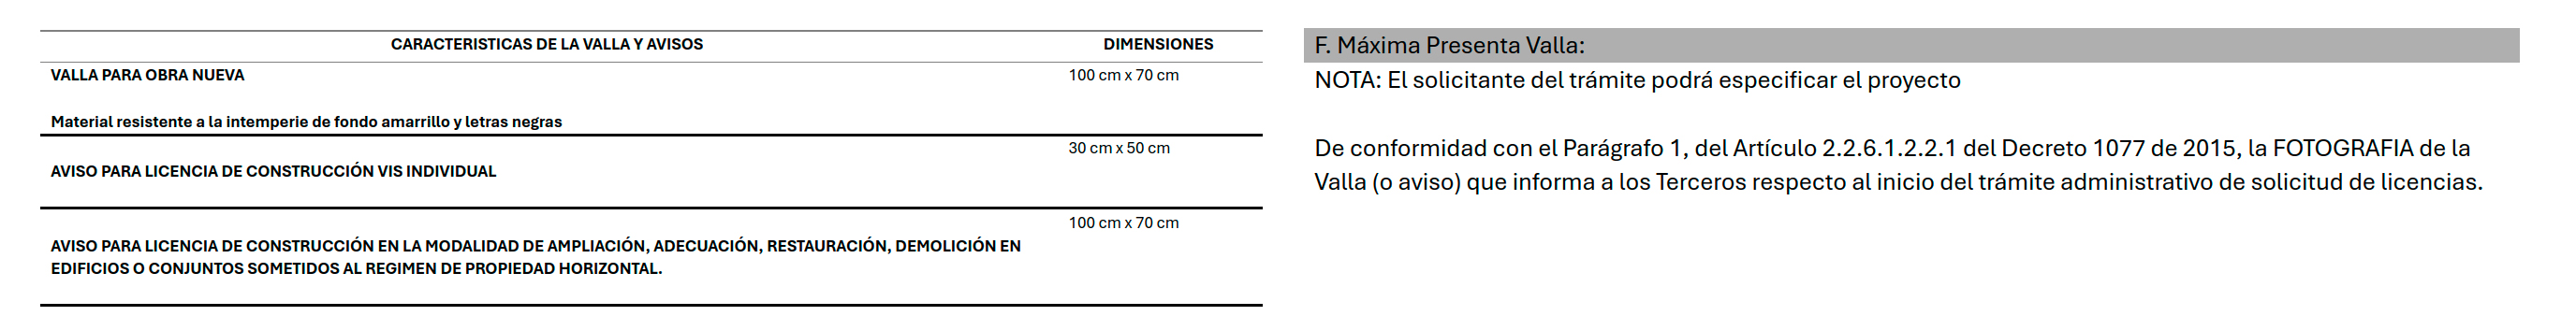 CARACTERISTICAS DE LA VALLA Y AVISOS DIMENSIONES
VALLA PARA OBRA NUEVA 100 cm x 70 cm
Material resistente a la intemperie de fondo amarrillo y letras negras
30 cm x 50 cm
AVISO PARA LICENCIA DE CONSTRUCCIÓN VIS INDIVIDUAL
100 cm x 70 cm
AVISO PARA LICENCIA DE CONSTRUCCIÓN EN LA MODALIDAD DE AMPLIACIÓN, ADECUACIÓN, RESTAURACIÓN, DEMOLICIÓN EN
EDIFICIOS O CONJUNTOS SOMETIDOS AL REGIMEN DE PROPIEDAD HORIZONTAL.
F. Máxima Presenta Valla:
NOTA: El solicitante del trámite podrá especificar el proyecto
De conformidad con el Parágrafo 1, del Artículo 2.2.6.1.2.2.1 del Decreto 1077 de 2015, la FOTOGRAFIA de la
Valla (o aviso) que informa a los Terceros respecto al inicio del trámite administrativo de solicitud de licencias.